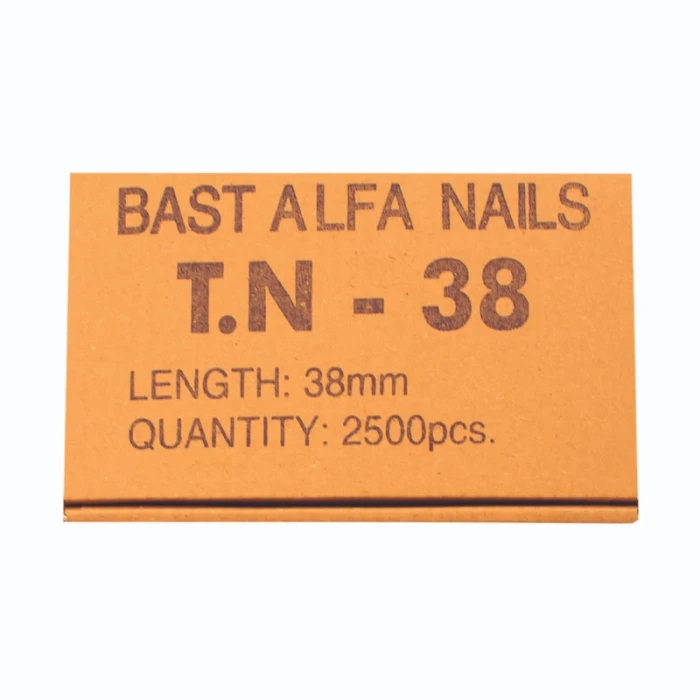 BAST ALFA NAILS
T.N - 38
LENGTH: 38mm
QUANTITY: 2500pcs.